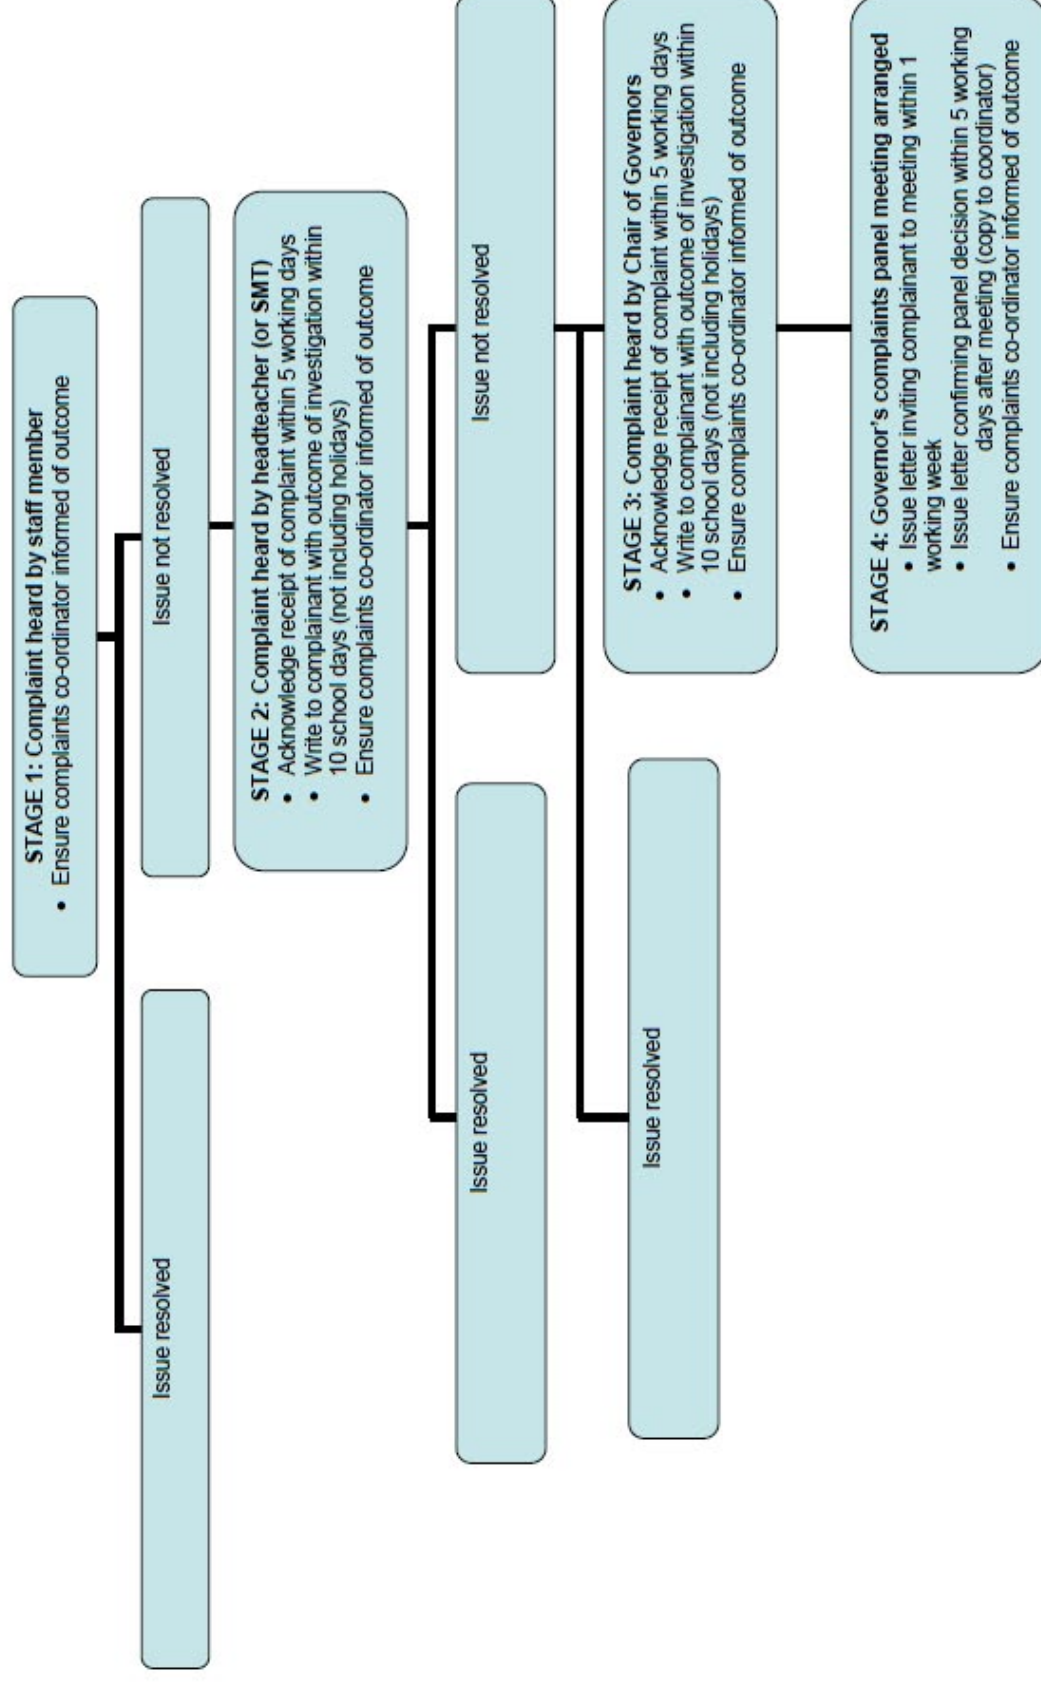 STAGE 1: Complaint heard by staff member
• Ensure complaints co-ordinator informed of outcome
Issue resolved
Issue not resolved
STAGE 2: Complaint heard by headteacher (or SMT)
• Acknowledge receipt of complaint within 5 working days
• Write to complainant with outcome of investigation within
10 school days (not including holidays)
• Ensure complaints co-ordinator informed of outcome
Issue resolved
Issue not resolved
Issue resolved
STAGE 3: Complaint heard by Chair of Governors
• Acknowledge receipt of complaint within 5 working days
• Write to complainant with outcome of investigation within
10 school days (not including holidays)
• Ensure complaints co-ordinator informed of outcome
STAGE 4: Governor's complaints panel meeting arranged
• Issue letter inviting complainant to meeting within 1
working week
• Issue letter confirming panel decision within 5 working
days after meeting (copy to coordinator)
• Ensure complaints co-ordinator informed of outcome